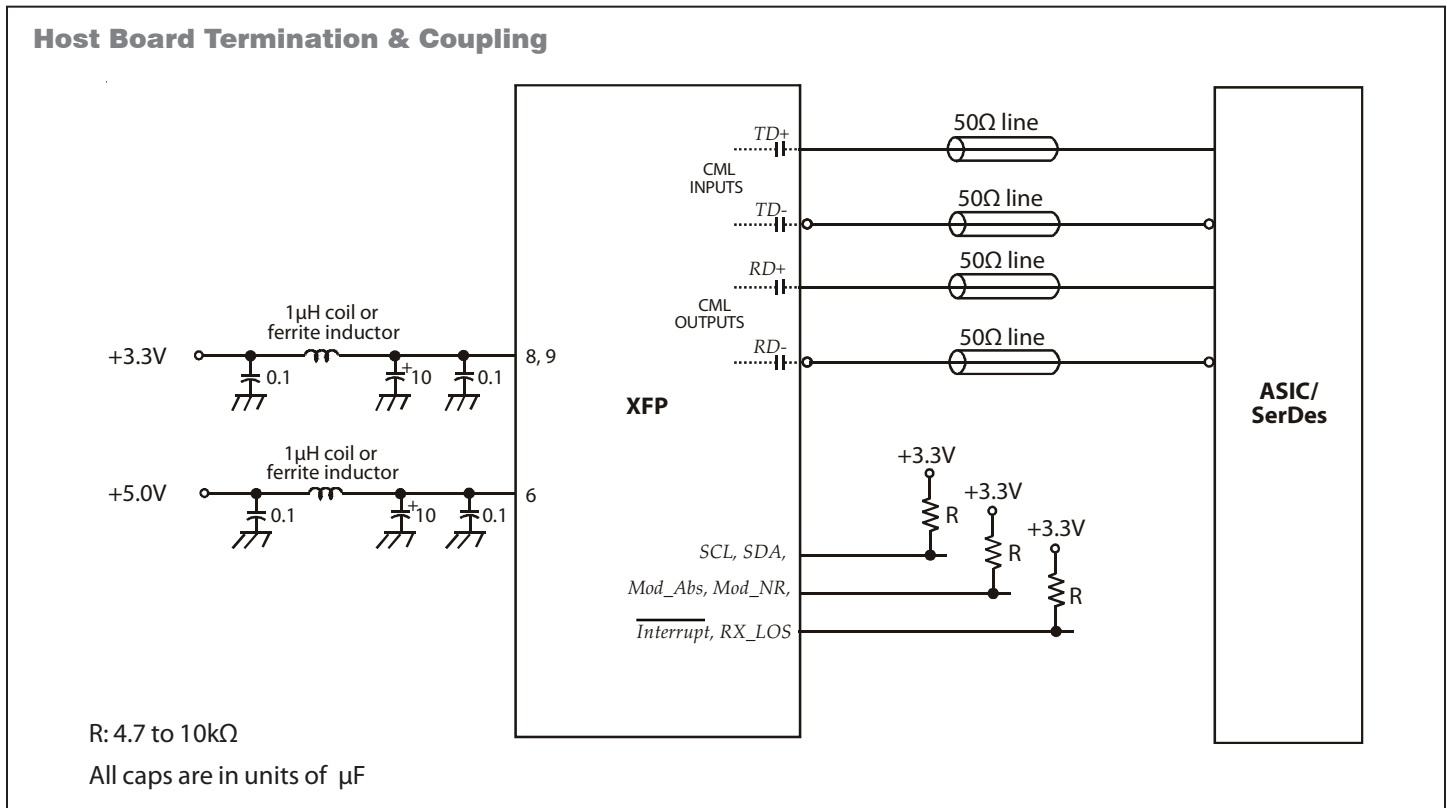 Host Board Termination & Coupling
TD+
CML
INPUTS
TD-
RD+
CML
OUTPUTS
RD-
50Ω line
50Ω line
50Ω line
50Ω line
1µH coil or
ferrite inductor
+3.3V
0.1
+
10
0.1
8, 9
XFP
ASIC/
SerDes
1µH coil or
ferrite inductor
+5.0V
0.1
+
10
0.1
6
+3.3V
R
+3.3V
R
+3.3V
R
SCL, SDA,
Mod_Abs, Mod_NR,
Interrupt, RX_LOS
R: 4.7 to 10kΩ
All caps are in units of µF